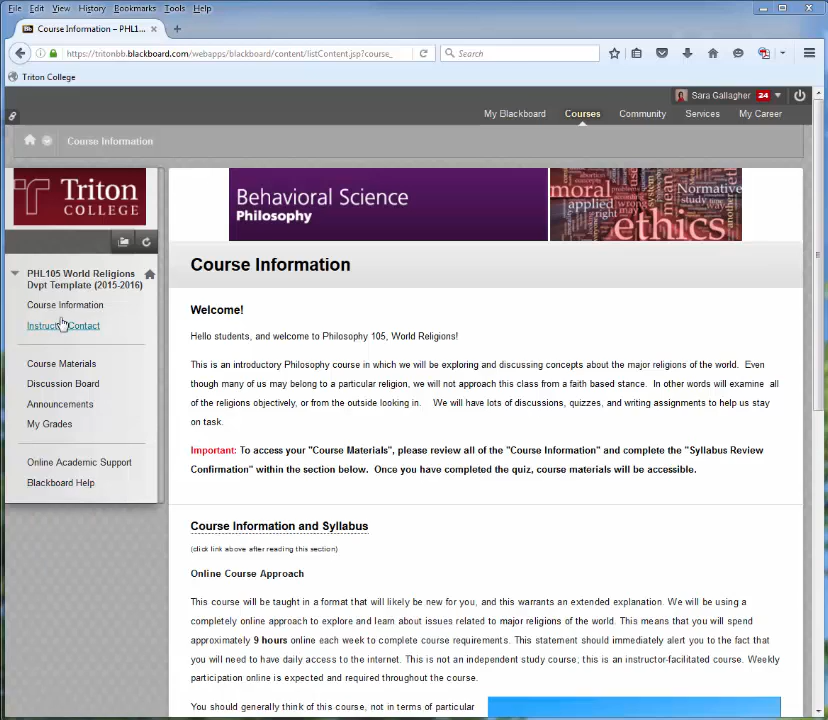 File Edit View History Bookmarks Tools Help
Course Information – PHL1...
https://tritonbb.blackboard.com/webapps/blackboard/content/listContent.jsp?course_
Search
Triton College
Sara Gallagher 24
My Blackboard Courses Community Services My Career
Course Information
Triton
COLLEGE
Behavioral Science
Philosophy
moral
applied
right
Normative
study
ethics
PHL105 World Religions
Dvpt Template (2015-2016)
Course Information
Contact
Course Materials
Discussion Board
Announcements
My Grades
Online Academic Support
Blackboard Help
Course Information
Welcome!
Hello students, and welcome to Philosophy 105, World Religions!
This is an introductory Philosophy course in which we will be exploring and discussing concepts about the major religions of the world. Even
though many of us may belong to a particular religion, we will not approach this class from a faith based stance. In other words will examine all
of the religions objectively, or from the outside looking in. We will have lots of discussions, quizzes, and writing assignments to help us stay
on task.
Important: To access your "Course Materials", please review all of the "Course Information" and complete the "Syllabus Review
Confirmation" within the section below. Once you have completed the quiz, course materials will be accessible.
Course Information and Syllabus
(click link above after reading this section)
Online Course Approach
This course will be taught in a format that will likely be new for you, and this warrants an extended explanation. We will be using a
completely online approach to explore and learn about issues related to major religions of the world. This means that you will spend
approximately 9 hours online each week to complete course requirements. This statement should immediately alert you to the fact that
you will need to have daily access to the internet. This is not an independent study course; this is an instructor-facilitated course. Weekly
participation online is expected and required throughout the course.
You should generally think of this course, not in terms of particular